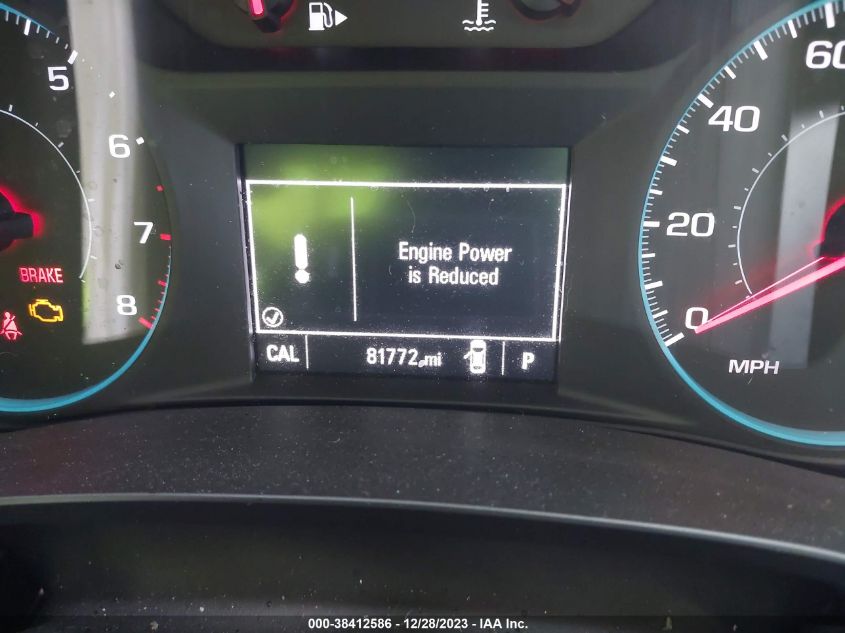 5
6
7
8
BRAKE
Engine Power
is Reduced
CAL
81772 mi
P
60
40
20
0
MPH
000-38412586 - 12/28/2023 - IAA Inc.